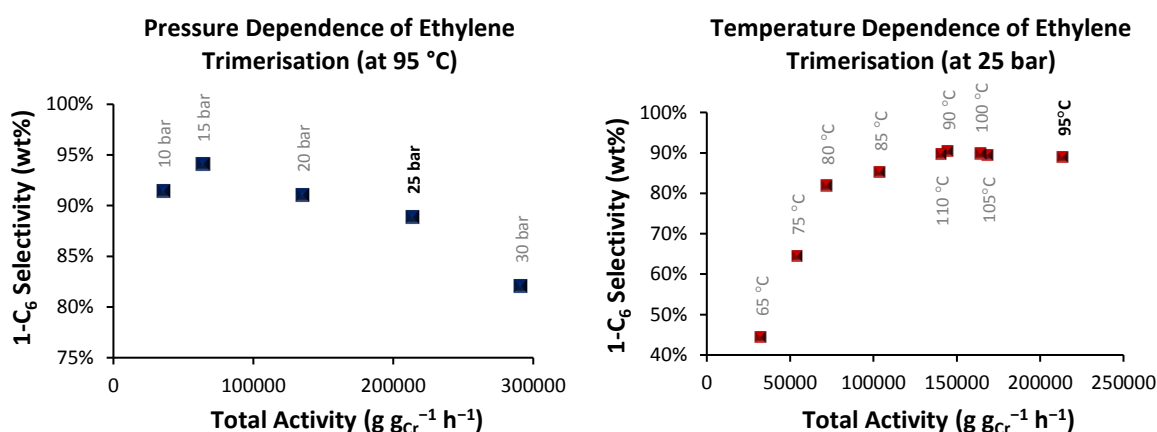 Pressure Dependence of Ethylene
Trimerisation (at 95 °C)
1-C₆ Selectivity (wt%)
100%
95%
90%
85%
80%
75%
10 bar
15 bar
20 bar
25 bar
30 bar
0
100000
200000
300000
Total Activity (g g_Cr⁻¹ h⁻¹)
Temperature Dependence of Ethylene
Trimerisation (at 25 bar)
1-C₆ Selectivity (wt%)
100%
90%
80%
70%
60%
50%
40%
65 °C
75 °C
80 °C
85 °C
90 °C
110 °C
100 °C
105°C
95°C
0
50000
100000
150000
200000
250000
Total Activity (g g_Cr⁻¹ h⁻¹)